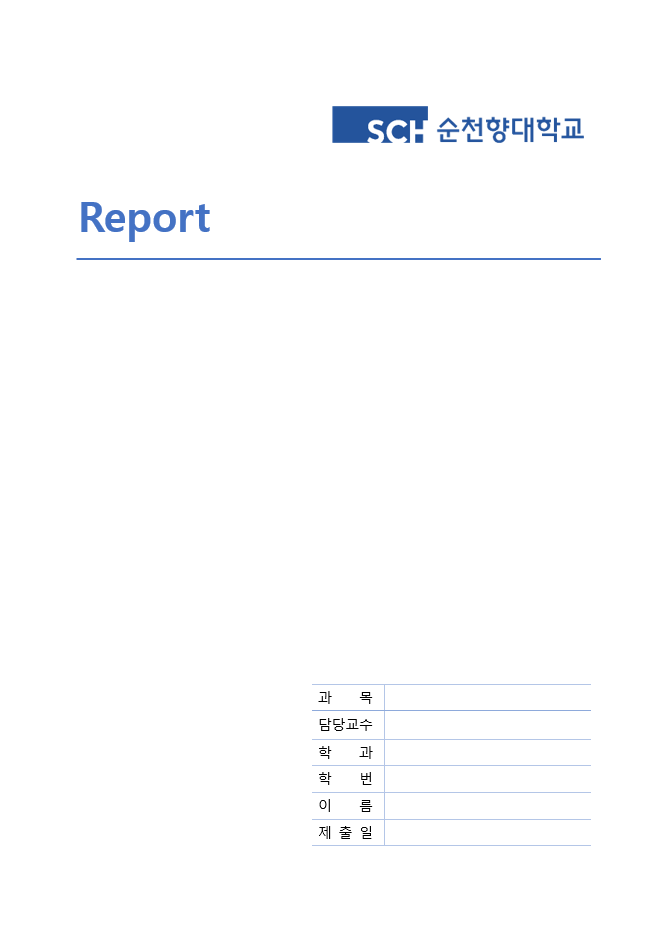 SCH 순천향대학교
Report
과 목
담당교수
학 과
학 번
이 름
제 출 일